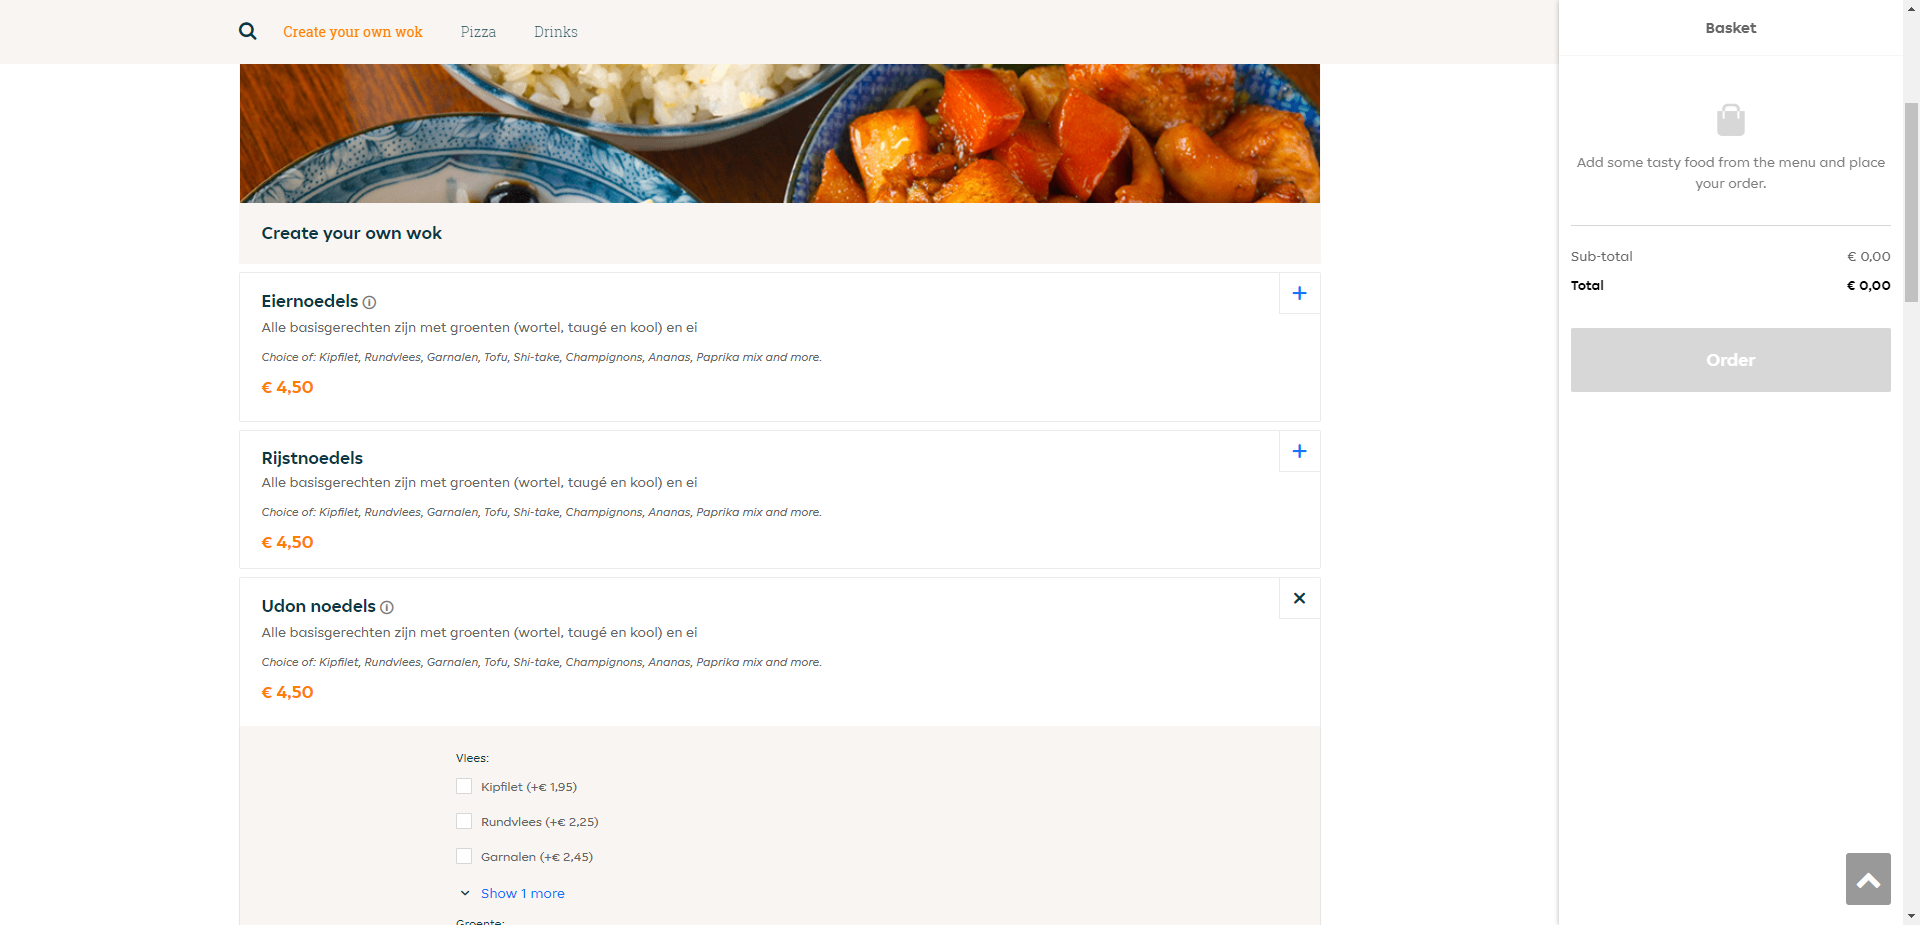 Create your own wok
Pizza
Drinks
Basket
Add some tasty food from the menu and place
your order.
Sub-total € 0,00
Total € 0,00
Order
Create your own wok
Eiernoedels
Alle basisgerechten zijn met groenten (wortel, taugé en kool) en ei
Choice of: Kipfilet, Rundvlees, Garnalen, Tofu, Shi-take, Champignons, Ananas, Paprika mix and more.
€ 4,50
Rijstnoedels
Alle basisgerechten zijn met groenten (wortel, taugé en kool) en ei
Choice of: Kipfilet, Rundvlees, Garnalen, Tofu, Shi-take, Champignons, Ananas, Paprika mix and more.
€ 4,50
Udon noedels
Alle basisgerechten zijn met groenten (wortel, taugé en kool) en ei
Choice of: Kipfilet, Rundvlees, Garnalen, Tofu, Shi-take, Champignons, Ananas, Paprika mix and more.
€ 4,50
Vlees:
Kipfilet (+€ 1,95)
Rundvlees (+€ 2,25)
Garnalen (+€ 2,45)
Show 1 more
Groente: